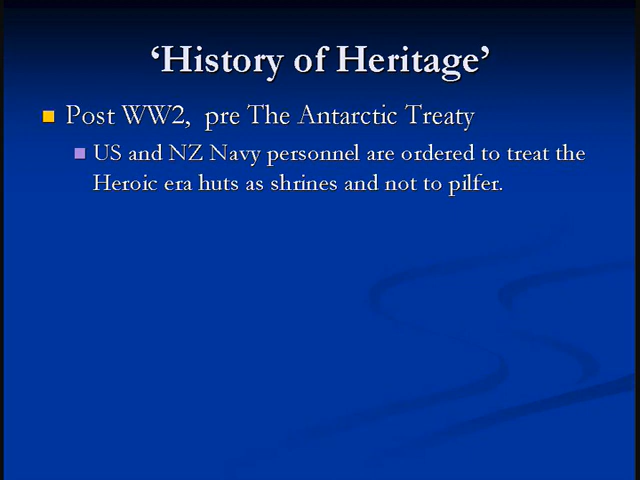 ‘History of Heritage’
Post WW2, pre The Antarctic Treaty
US and NZ Navy personnel are ordered to treat the
Heroic era huts as shrines and not to pilfer.